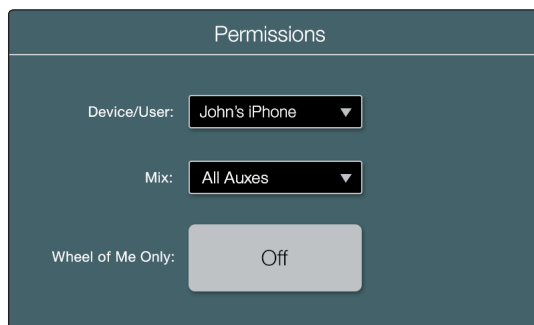 Permissions
Device/User: John's iPhone
Mix: All Auxes
Wheel of Me Only: Off